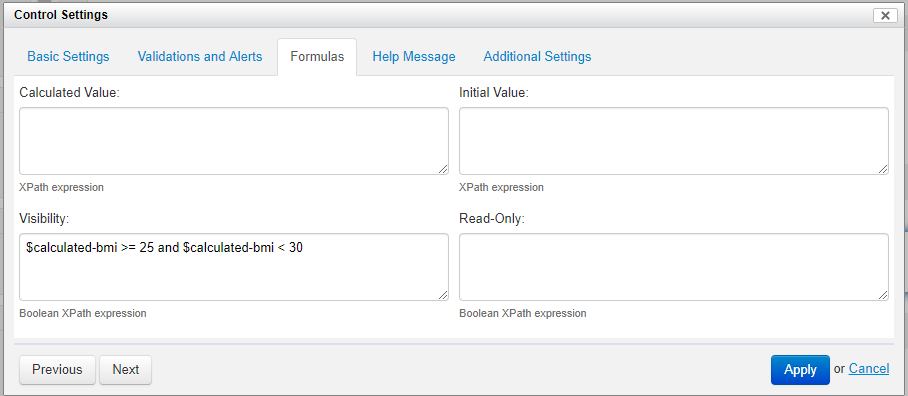 Control Settings
Basic Settings Validations and Alerts Formulas Help Message Additional Settings
Calculated Value: Initial Value:
XPath expression XPath expression
Visibility: Read-Only:
$calculated-bmi >= 25 and $calculated-bmi < 30
Boolean XPath expression Boolean XPath expression
Previous Next Apply or Cancel